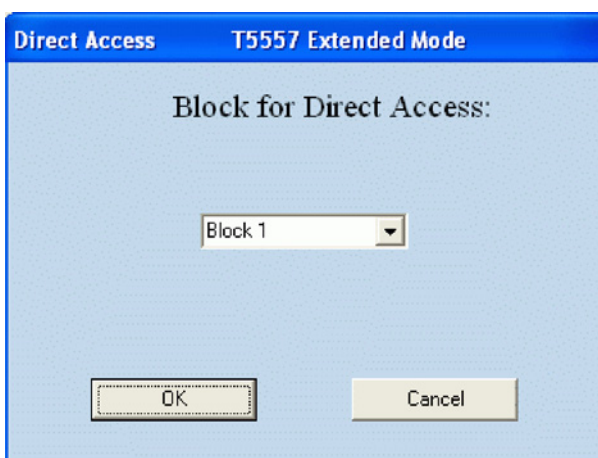 Direct Access T5557 Extended Mode
Block for Direct Access:
Block 1
OK Cancel